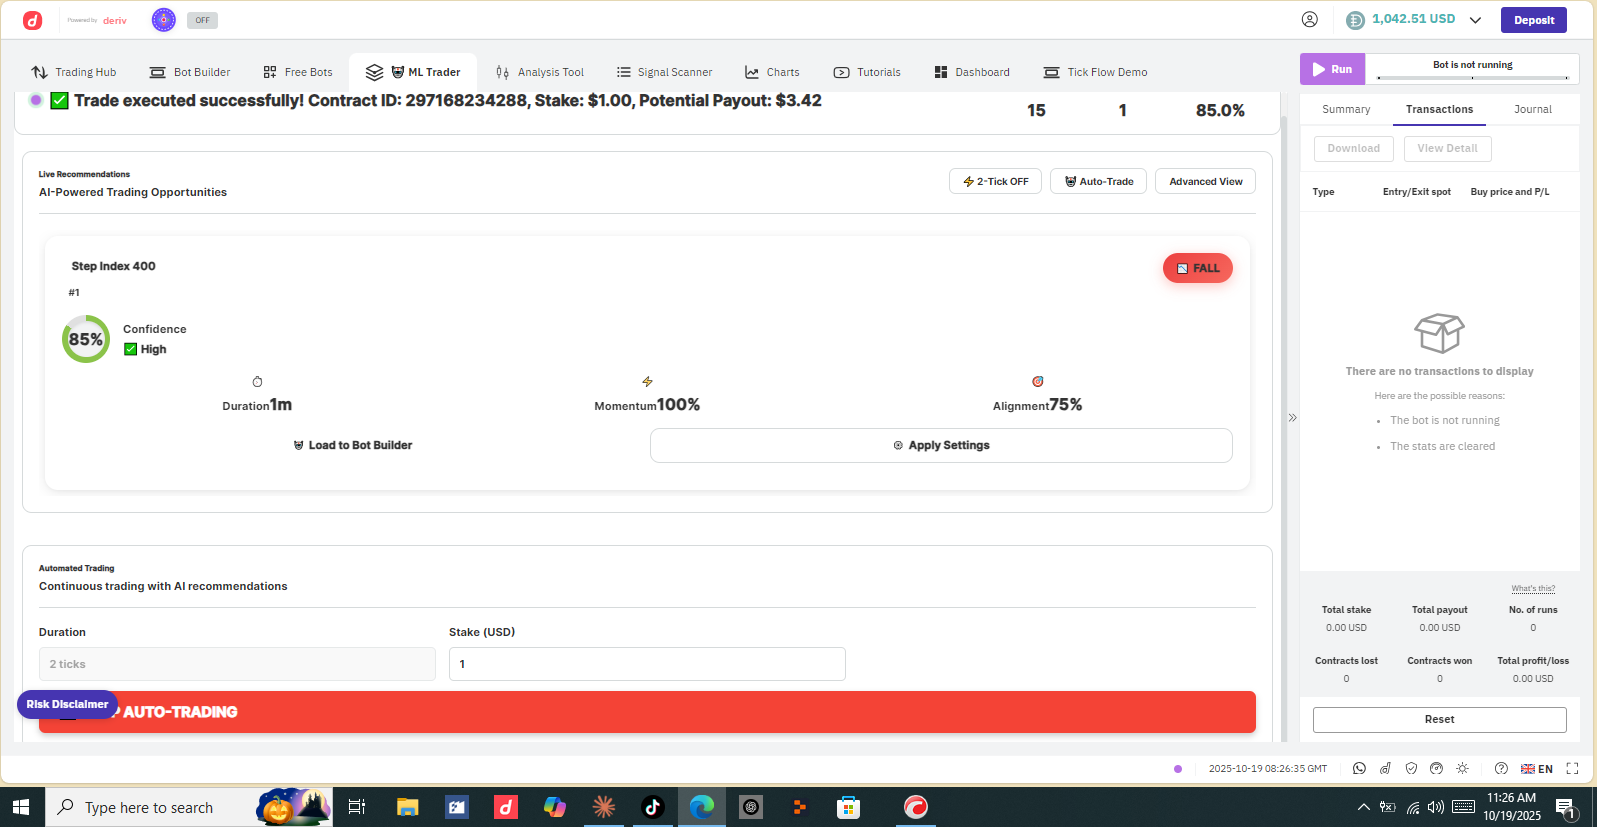 Powered by deriv
OFF
1,042.51 USD
Deposit
Trading Hub
Bot Builder
Free Bots
ML Trader
Analysis Tool
Signal Scanner
Charts
Tutorials
Dashboard
Tick Flow Demo
Run
Bot is not running
Trade executed successfully! Contract ID: 297168234288, Stake: $1.00, Potential Payout: $3.42
15
1
85.0%
Summary
Transactions
Journal
Download
View Detail
Type
Entry/Exit spot
Buy price and P/L
Live Recommendations
AI-Powered Trading Opportunities
2-Tick OFF
Auto-Trade
Advanced View
Step Index 400
FALL
#1
85%
Confidence
High
Duration1m
Momentum100%
Alignment75%
Load to Bot Builder
Apply Settings
There are no transactions to display
Here are the possible reasons:
• The bot is not running
• The stats are cleared
Automated Trading
Continuous trading with AI recommendations
Duration
Stake (USD)
2 ticks
1
Risk Disclaimer
P AUTO-TRADING
What's this?
Total stake
Total payout
No. of runs
0.00 USD
0.00 USD
0
Contracts lost
Contracts won
Total profit/loss
0
0
0.00 USD
Reset
2025-10-19 08:26:35 GMT
EN
Type here to search
11:26 AM
10/19/2025
1